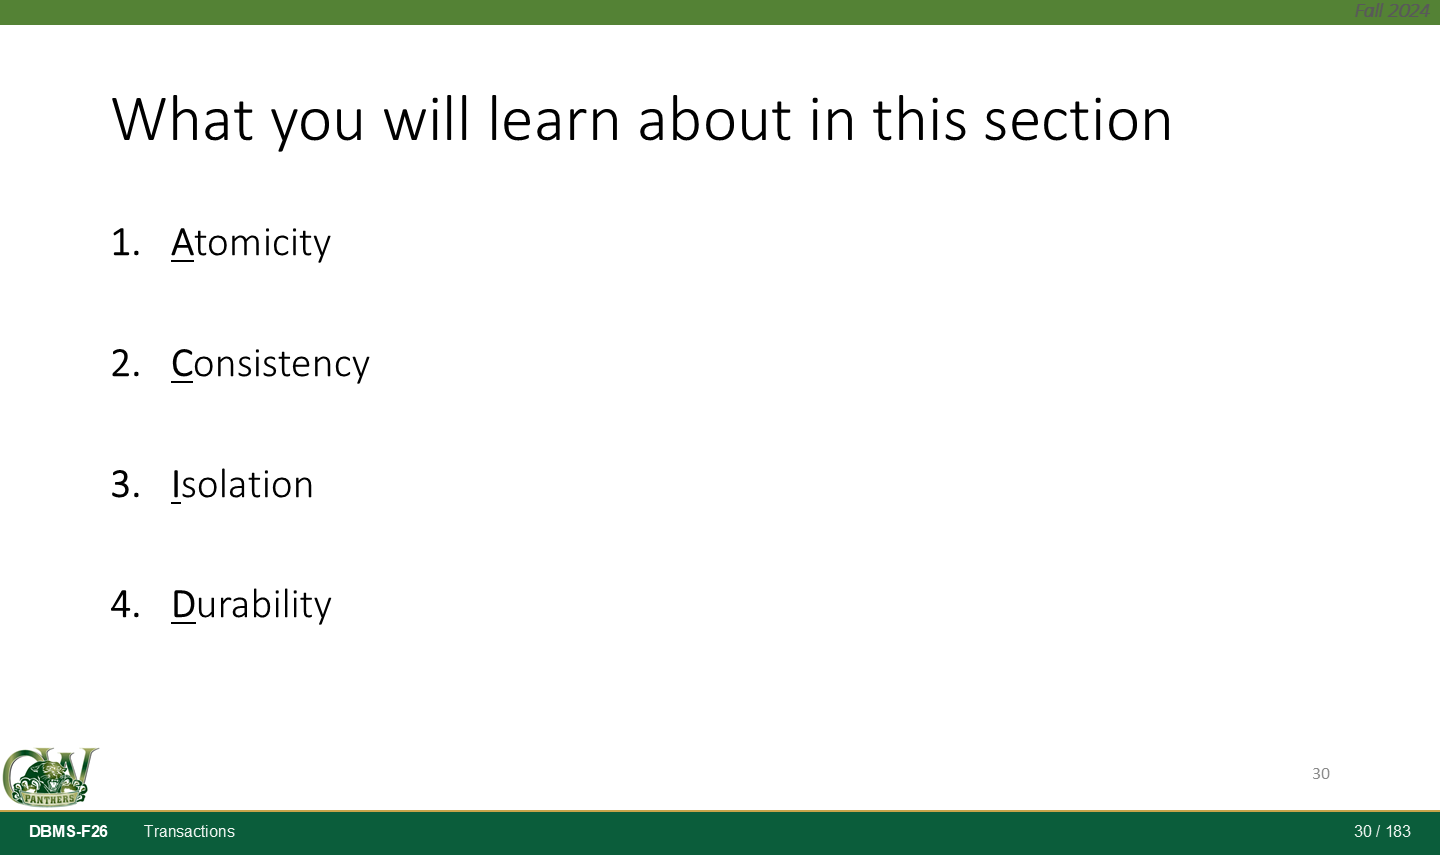 Fall 2024
What you will learn about in this section
1. Atomicity
2. Consistency
3. Isolation
4. Durability
OW
PANTHERS
30
DBMS-F26 Transactions 30 / 183